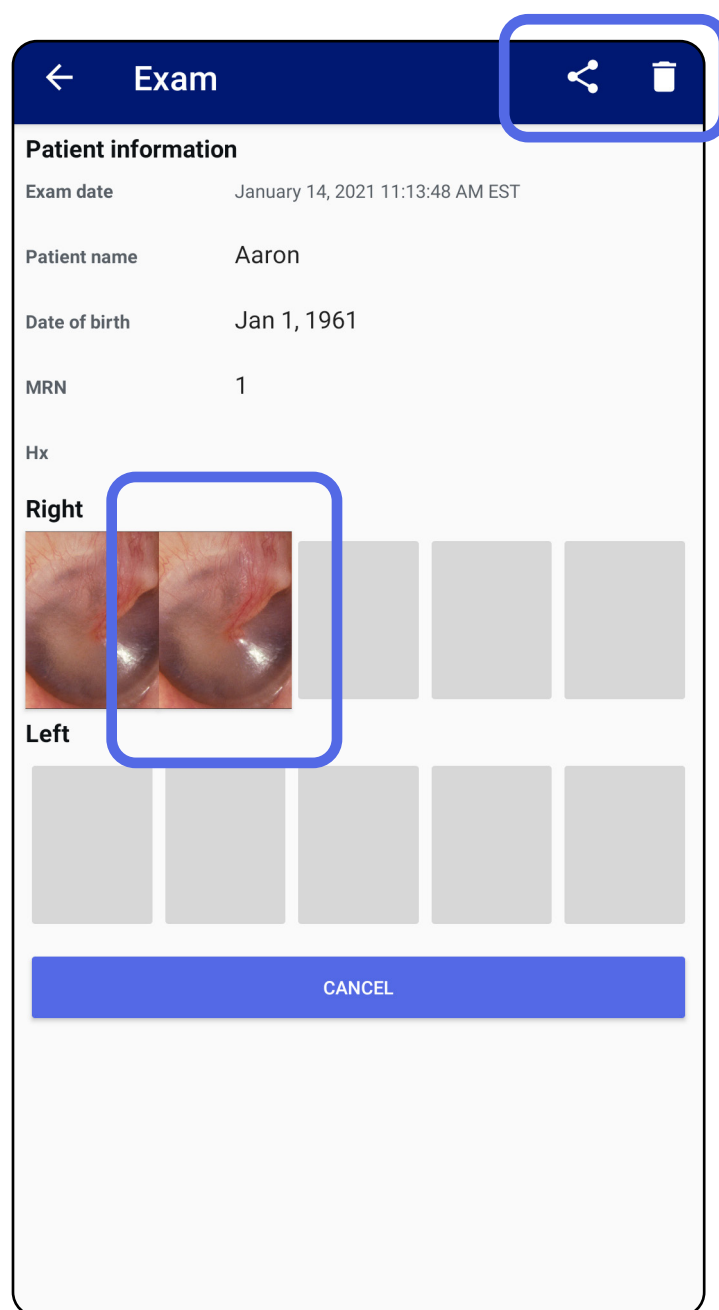 Exam
Patient information
Exam date January 14, 2021 11:13:48 AM EST
Patient name Aaron
Date of birth Jan 1, 1961
MRN 1
Hx
Right
Left
CANCEL